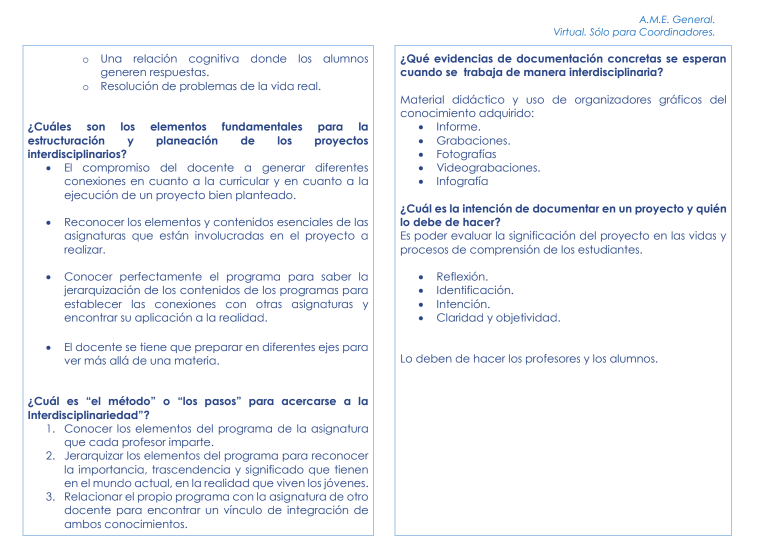 A.M.E. General.
Virtual. Sólo para Coordinadores.
o Una relación cognitiva donde los alumnos
generen respuestas.
o Resolución de problemas de la vida real.
¿Cuáles son los elementos fundamentales para la
estructuración y planeación de los proyectos
interdisciplinarios?
• El compromiso del docente a generar diferentes
conexiones en cuanto a la curricular y en cuanto a la
ejecución de un proyecto bien planteado.
• Reconocer los elementos y contenidos esenciales de las
asignaturas que están involucradas en el proyecto a
realizar.
• Conocer perfectamente el programa para saber la
jerarquización de los contenidos de los programas para
establecer las conexiones con otras asignaturas y
encontrar su aplicación a la realidad.
• El docente se tiene que preparar en diferentes ejes para
ver más allá de una materia.
¿Cuál es “el método” o “los pasos” para acercarse a la
Interdisciplinariedad”?
1. Conocer los elementos del programa de la asignatura
que cada profesor imparte.
2. Jerarquizar los elementos del programa para reconocer
la importancia, trascendencia y significado que tienen
en el mundo actual, en la realidad que viven los jóvenes.
3. Relacionar el propio programa con la asignatura de otro
docente para encontrar un vínculo de integración de
ambos conocimientos.
¿Qué evidencias de documentación concretas se esperan
cuando se trabaja de manera interdisciplinaria?
Material didáctico y uso de organizadores gráficos del
conocimiento adquirido:
• Informe.
• Grabaciones.
• Fotografías
• Videograbaciones.
• Infografía
¿Cuál es la intención de documentar en un proyecto y quién
lo debe de hacer?
Es poder evaluar la significación del proyecto en las vidas y
procesos de comprensión de los estudiantes.
• Reflexión.
• Identificación.
• Intención.
• Claridad y objetividad.
Lo deben de hacer los profesores y los alumnos.